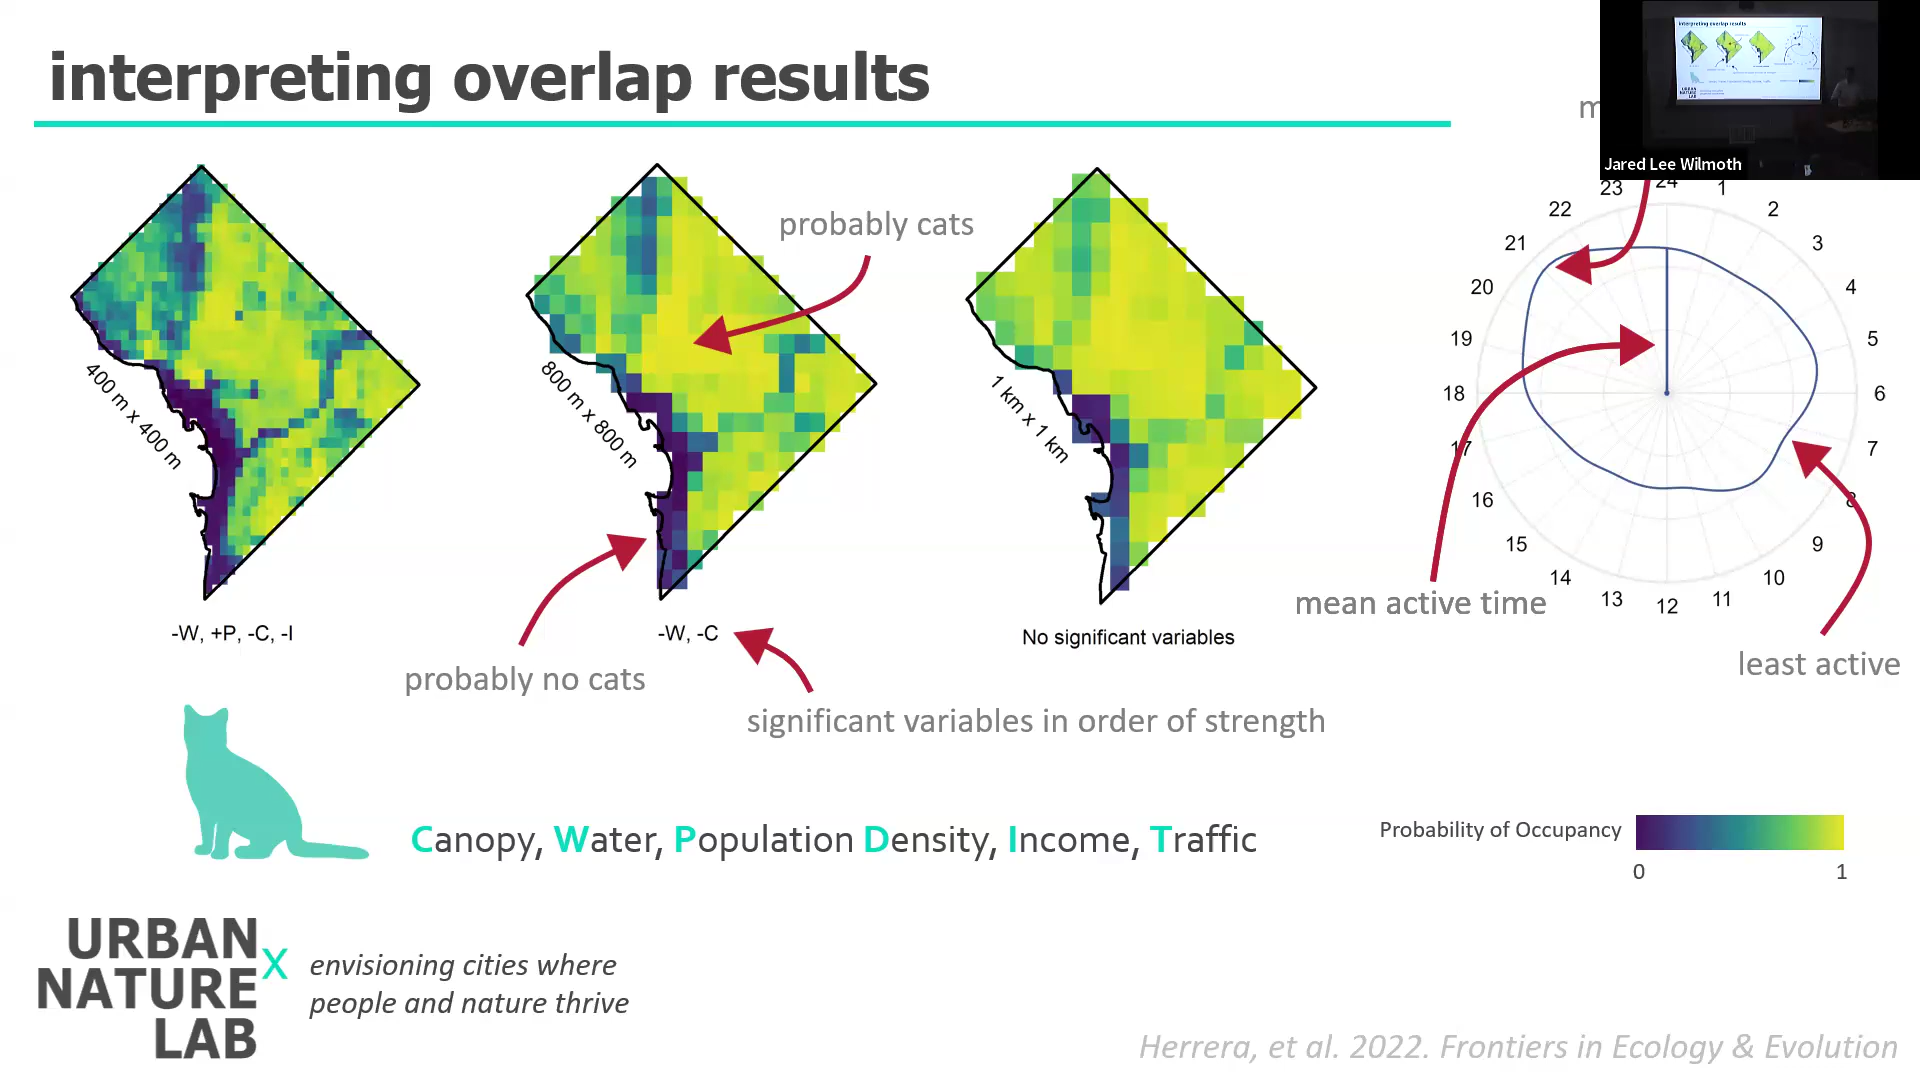 interpreting overlap results
m
Jared Lee Wilmoth
interpreting overlap results
probably cats
400 m x 400 m
800 m x 800 m
1 km x 1 km
24
1
2
3
4
5
6
7
8
9
10
11
12
13
14
15
16
17
18
19
20
21
22
23
mean active time
least active
-W, +P, -C, -I
-W, -C
No significant variables
probably no cats
significant variables in order of strength
Canopy, Water, Population Density, Income, Traffic
Probability of Occupancy
0
1
URBAN
NATURE
LAB
X
envisioning cities where
people and nature thrive
Herrera, et al. 2022. Frontiers in Ecology & Evolution